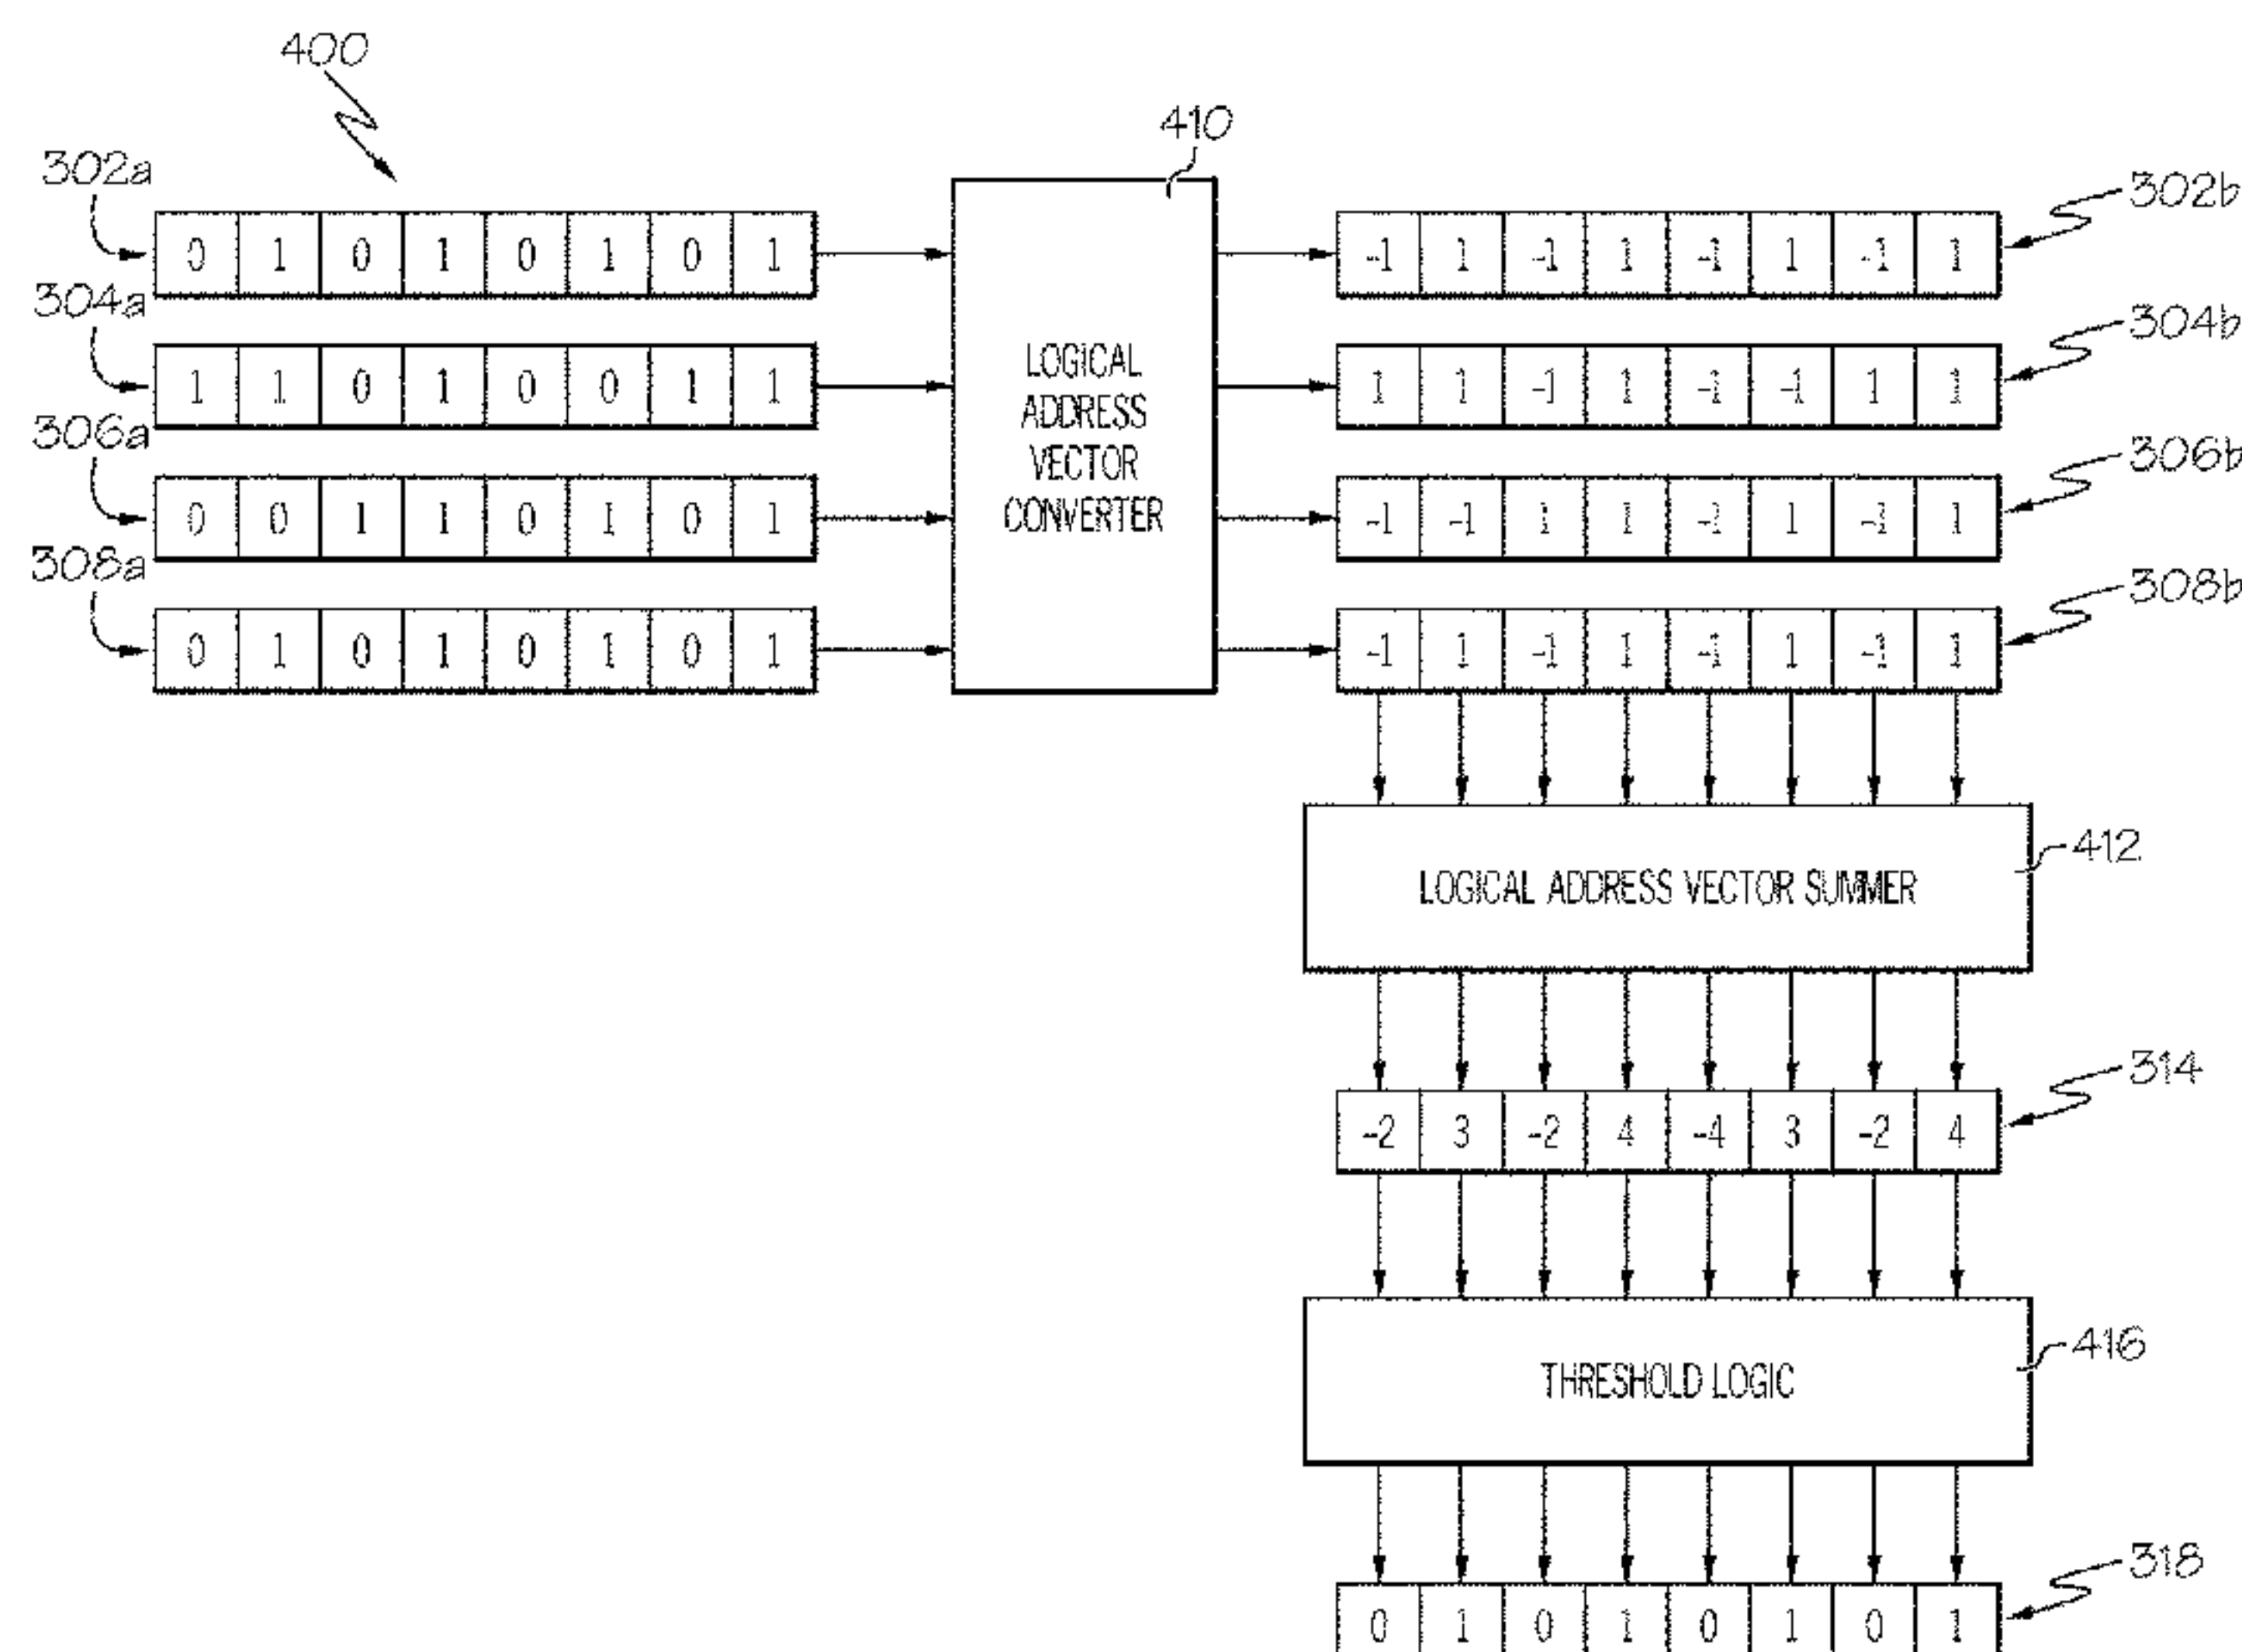 400
410
302a
0 1 0 1 0 1 0 1
-1 1 -1 1 -1 1 -1 1
302b
304a
1 1 0 1 0 0 1 1
1 1 -1 1 -1 -1 1 1
304b
306a
0 0 1 1 0 1 0 1
-1 -1 1 1 -1 1 -1 1
306b
308a
0 1 0 1 0 1 0 1
-1 1 -1 1 -1 1 -1 1
308b
LOGICAL
ADDRESS
VECTOR
CONVERTER
LOGICAL ADDRESS VECTOR SUMMER
412
-2 3 -2 4 -4 3 -2 4
314
THRESHOLD LOGIC
416
0 1 0 1 0 1 0 1
318